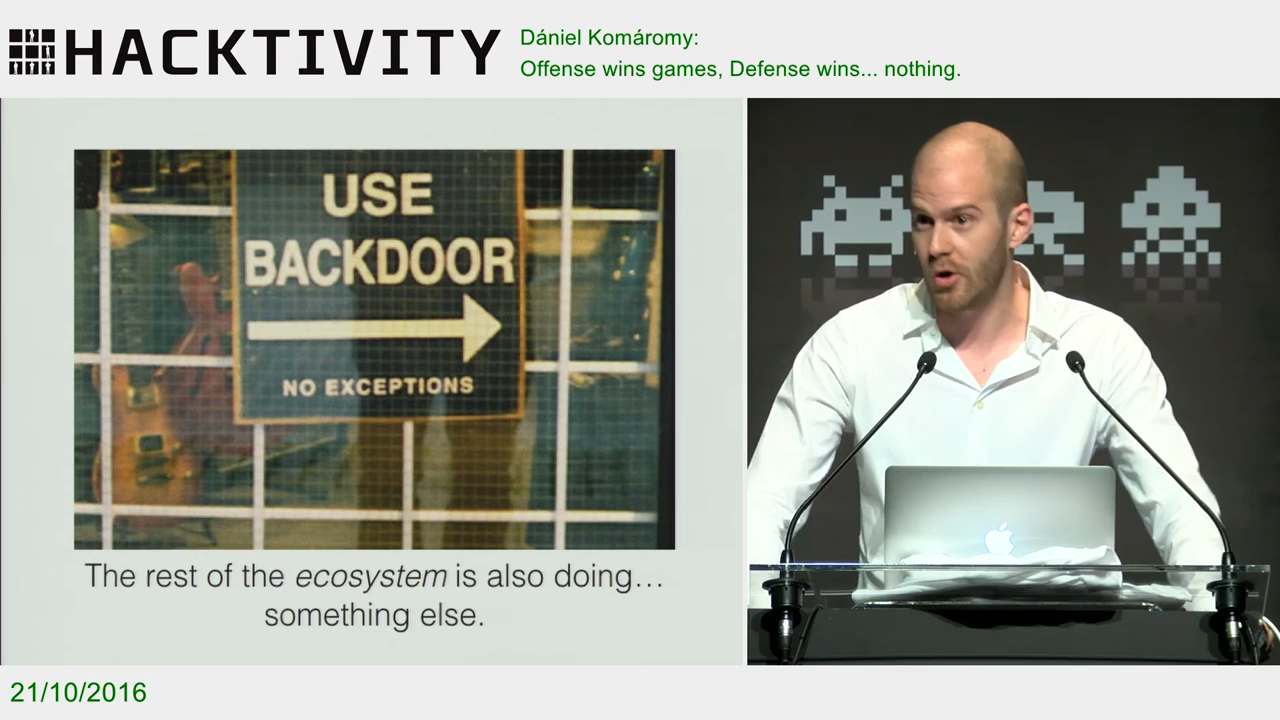 HACKTIVITY
Dániel Komáromy:
Offense wins games, Defense wins... nothing.
USE
BACKDOOR
NO EXCEPTIONS
The rest of the ecosystem is also doing…
something else.
21/10/2016